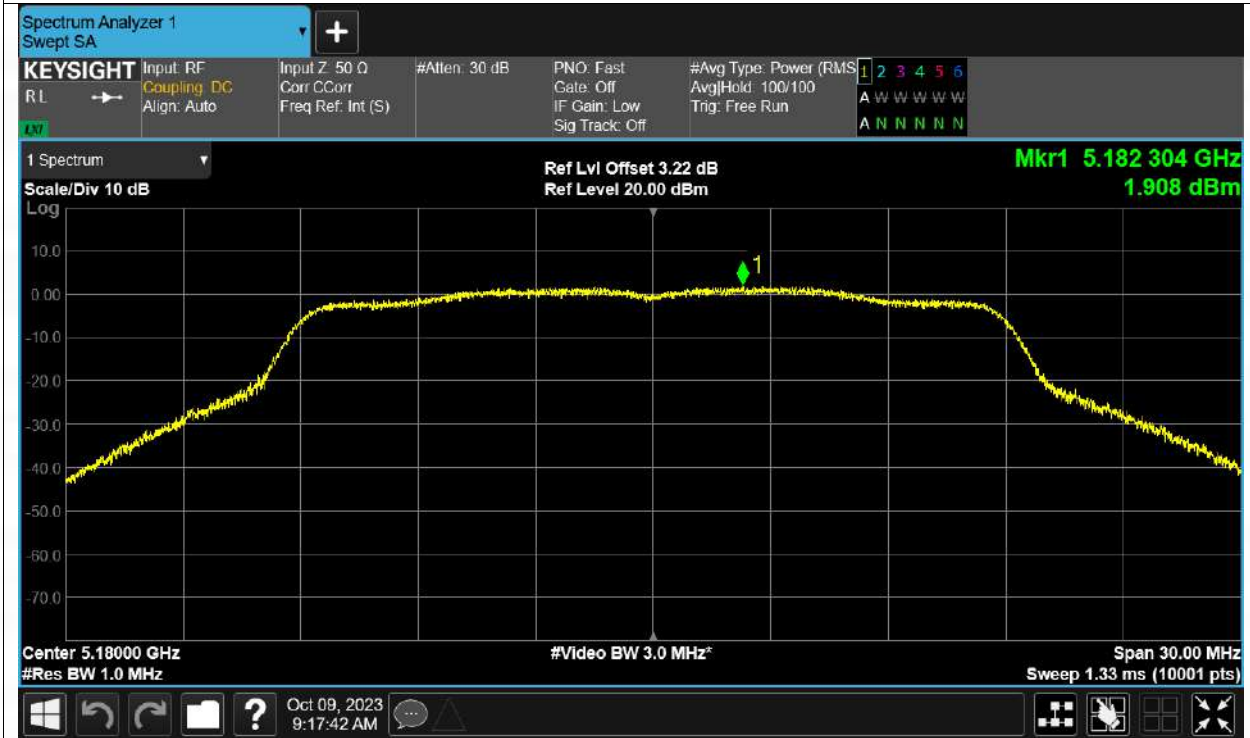 Spectrum Analyzer 1
Swept SA
KEYSIGHT
RL
LXI
Input: RF
Coupling: DC
Align: Auto
Input Z: 50 Ω
Corr CCorr
Freq Ref: Int (S)
#Atten: 30 dB
PNO: Fast
Gate: Off
IF Gain: Low
Sig Track: Off
#Avg Type: Power (RMS
Avg|Hold: 100/100
Trig: Free Run
1 2 3 4 5 6
A W W W W W
A N N N N N
1 Spectrum
Scale/Div 10 dB
Log
Ref Lvl Offset 3.22 dB
Ref Level 20.00 dBm
Mkr1 5.182 304 GHz
1.908 dBm
10.0
0.00
-10.0
-20.0
-30.0
-40.0
-50.0
-60.0
-70.0
1
Center 5.18000 GHz
#Res BW 1.0 MHz
#Video BW 3.0 MHz*
Span 30.00 MHz
Sweep 1.33 ms (10001 pts)
?
Oct 09, 2023
9:17:42 AM